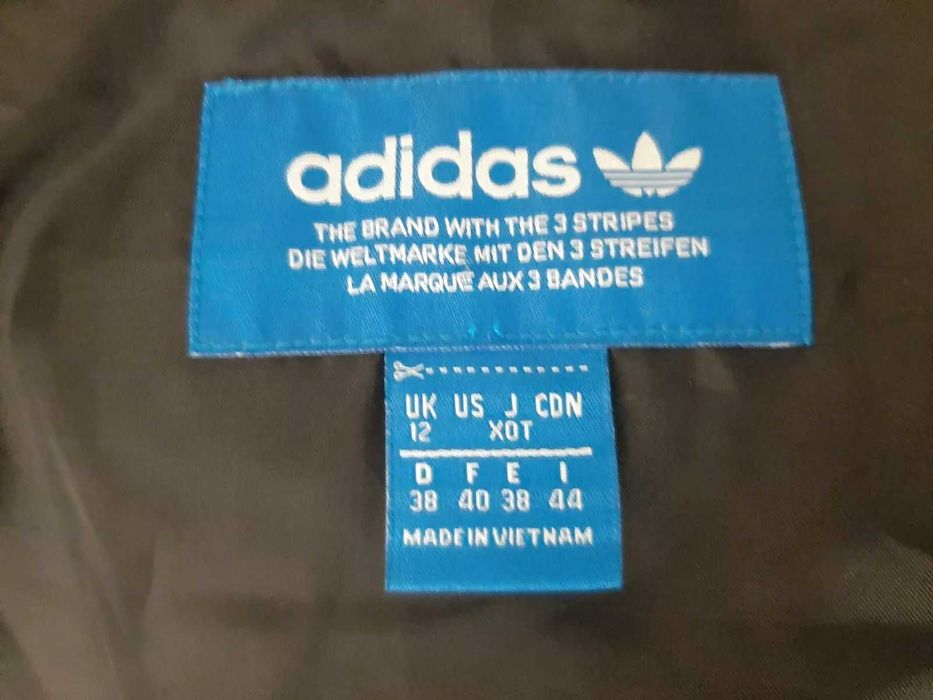 adidas
THE BRAND WITH THE 3 STRIPES
DIE WELTMARKE MIT DEN 3 STREIFEN
LA MARQUE AUX 3 BANDES
UK US J CDN
12 XOT
D F E I
38 40 38 44
MADE IN VIETNAM